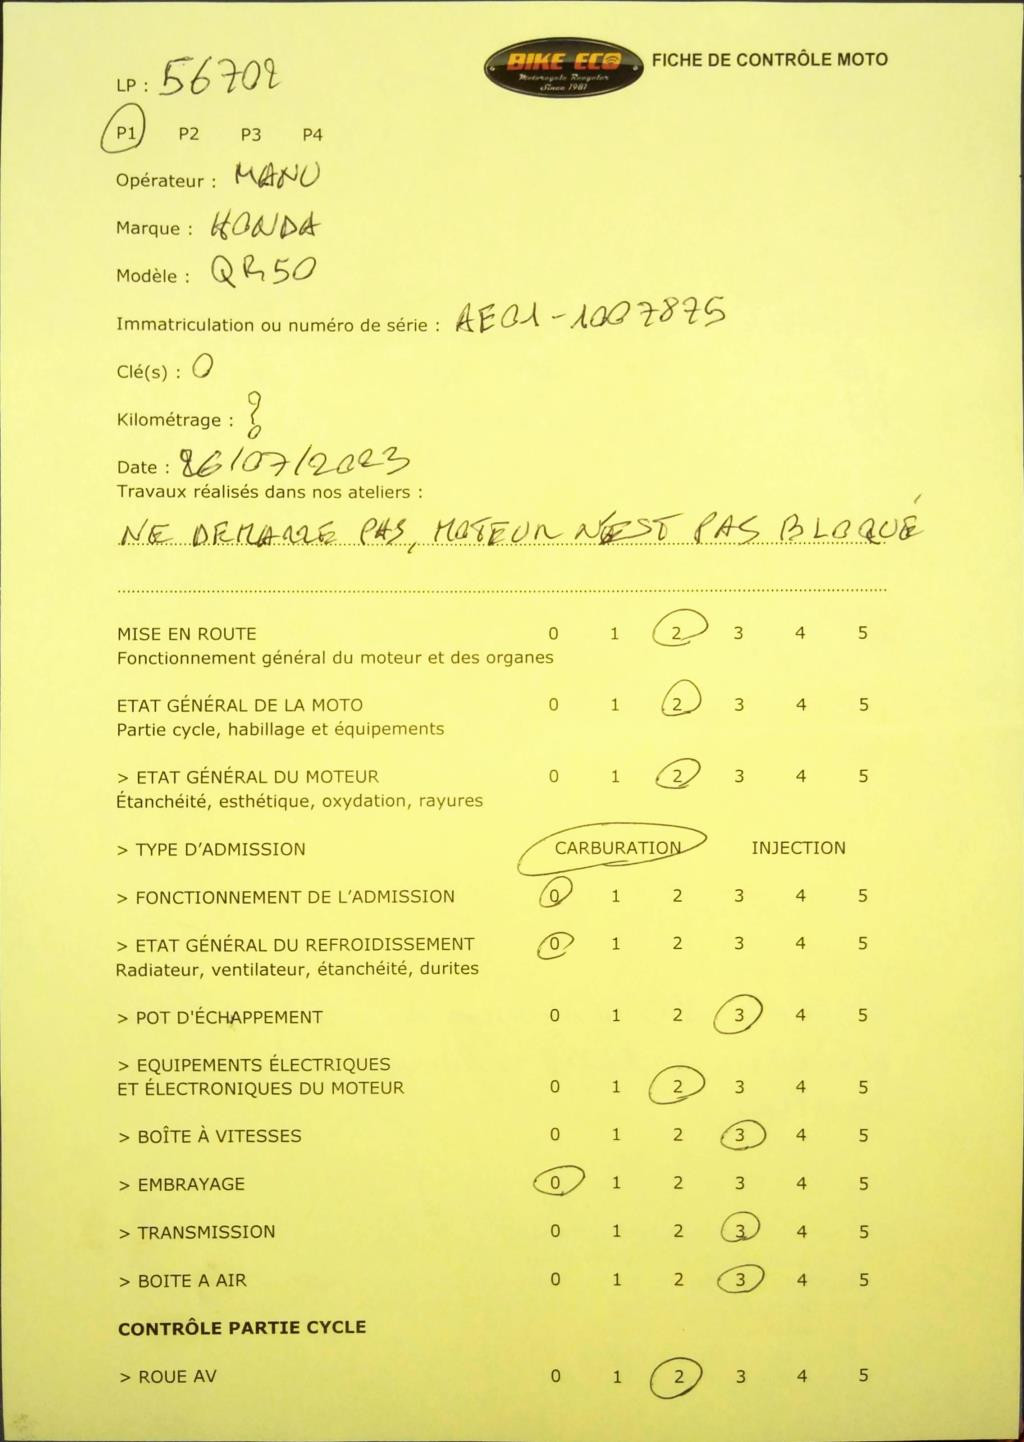 BIKE ECO
Motorcycle Recycler
Since 1981
FICHE DE CONTRÔLE MOTO
LP : 56702
P1 P2 P3 P4
Opérateur : MANU
Marque : HONDA
Modèle : QR50
Immatriculation ou numéro de série : AE01-1007875
Clé(s) : 0
Kilométrage : ?
Date : 26/07/2023
Travaux réalisés dans nos ateliers :
NE DEMARRE PAS, MOTEUR N'EST PAS BLOQUÉ
MISE EN ROUTE 0 1 2 3 4 5
Fonctionnement général du moteur et des organes
ETAT GÉNÉRAL DE LA MOTO 0 1 2 3 4 5
Partie cycle, habillage et équipements
> ETAT GÉNÉRAL DU MOTEUR 0 1 2 3 4 5
Étanchéité, esthétique, oxydation, rayures
> TYPE D'ADMISSION CARBURATION INJECTION
> FONCTIONNEMENT DE L'ADMISSION 0 1 2 3 4 5
> ETAT GÉNÉRAL DU REFROIDISSEMENT 0 1 2 3 4 5
Radiateur, ventilateur, étanchéité, durites
> POT D'ÉCHAPPEMENT 0 1 2 3 4 5
> EQUIPEMENTS ÉLECTRIQUES
ET ÉLECTRONIQUES DU MOTEUR 0 1 2 3 4 5
> BOÎTE À VITESSES 0 1 2 3 4 5
> EMBRAYAGE 0 1 2 3 4 5
> TRANSMISSION 0 1 2 3 4 5
> BOITE A AIR 0 1 2 3 4 5
CONTRÔLE PARTIE CYCLE
> ROUE AV 0 1 2 3 4 5